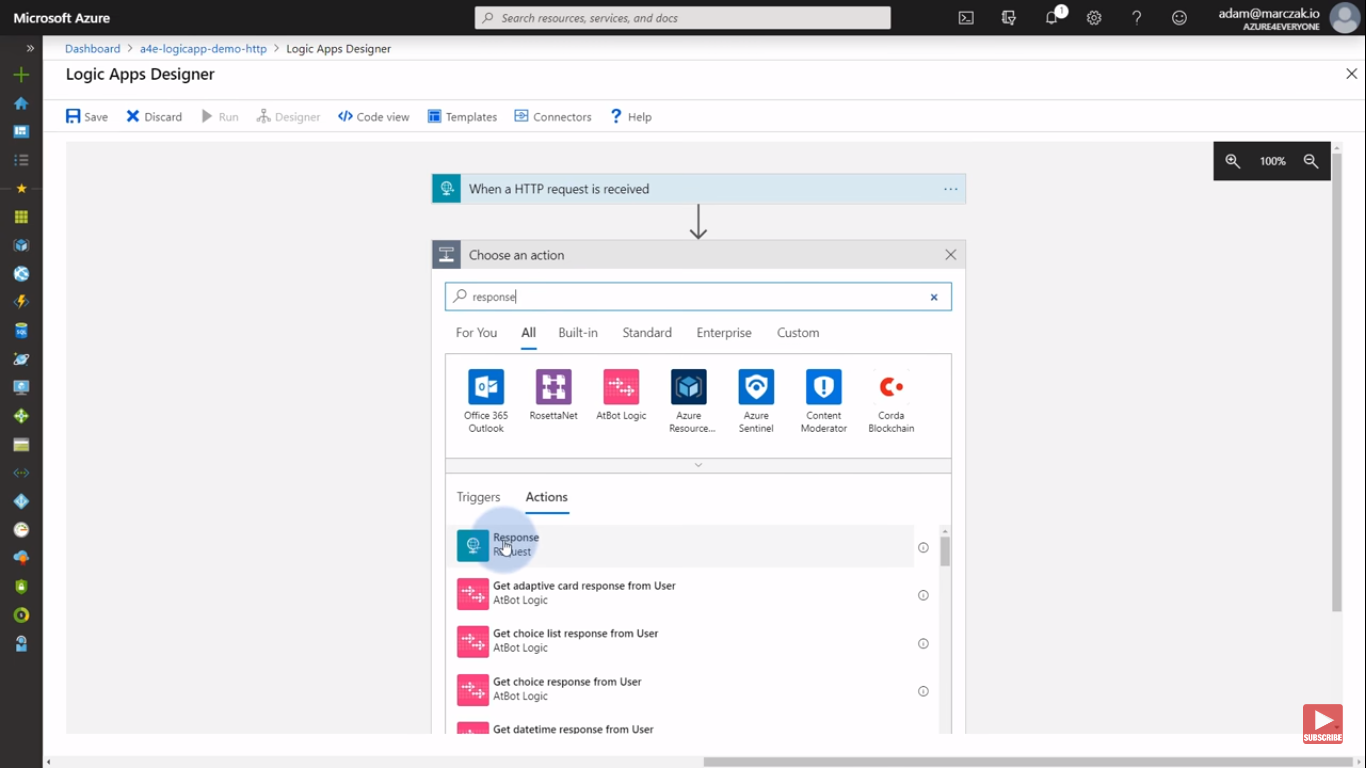 Microsoft Azure
Search resources, services, and docs
1
adam@marczak.io
AZURE4EVERYONE
Dashboard > a4e-logicapp-demo-http > Logic Apps Designer
Logic Apps Designer
Save Discard Run Designer Code view Templates Connectors Help
100%
When a HTTP request is received
Choose an action
response
For You All Built-in Standard Enterprise Custom
Office 365 Outlook
RosettaNet
AtBot Logic
Azure Resource...
Azure Sentinel
Content Moderator
Corda Blockchain
Triggers Actions
Response
Request
Get adaptive card response from User
AtBot Logic
Get choice list response from User
AtBot Logic
Get choice response from User
AtBot Logic
Get datetime response from User
SUBSCRIBE